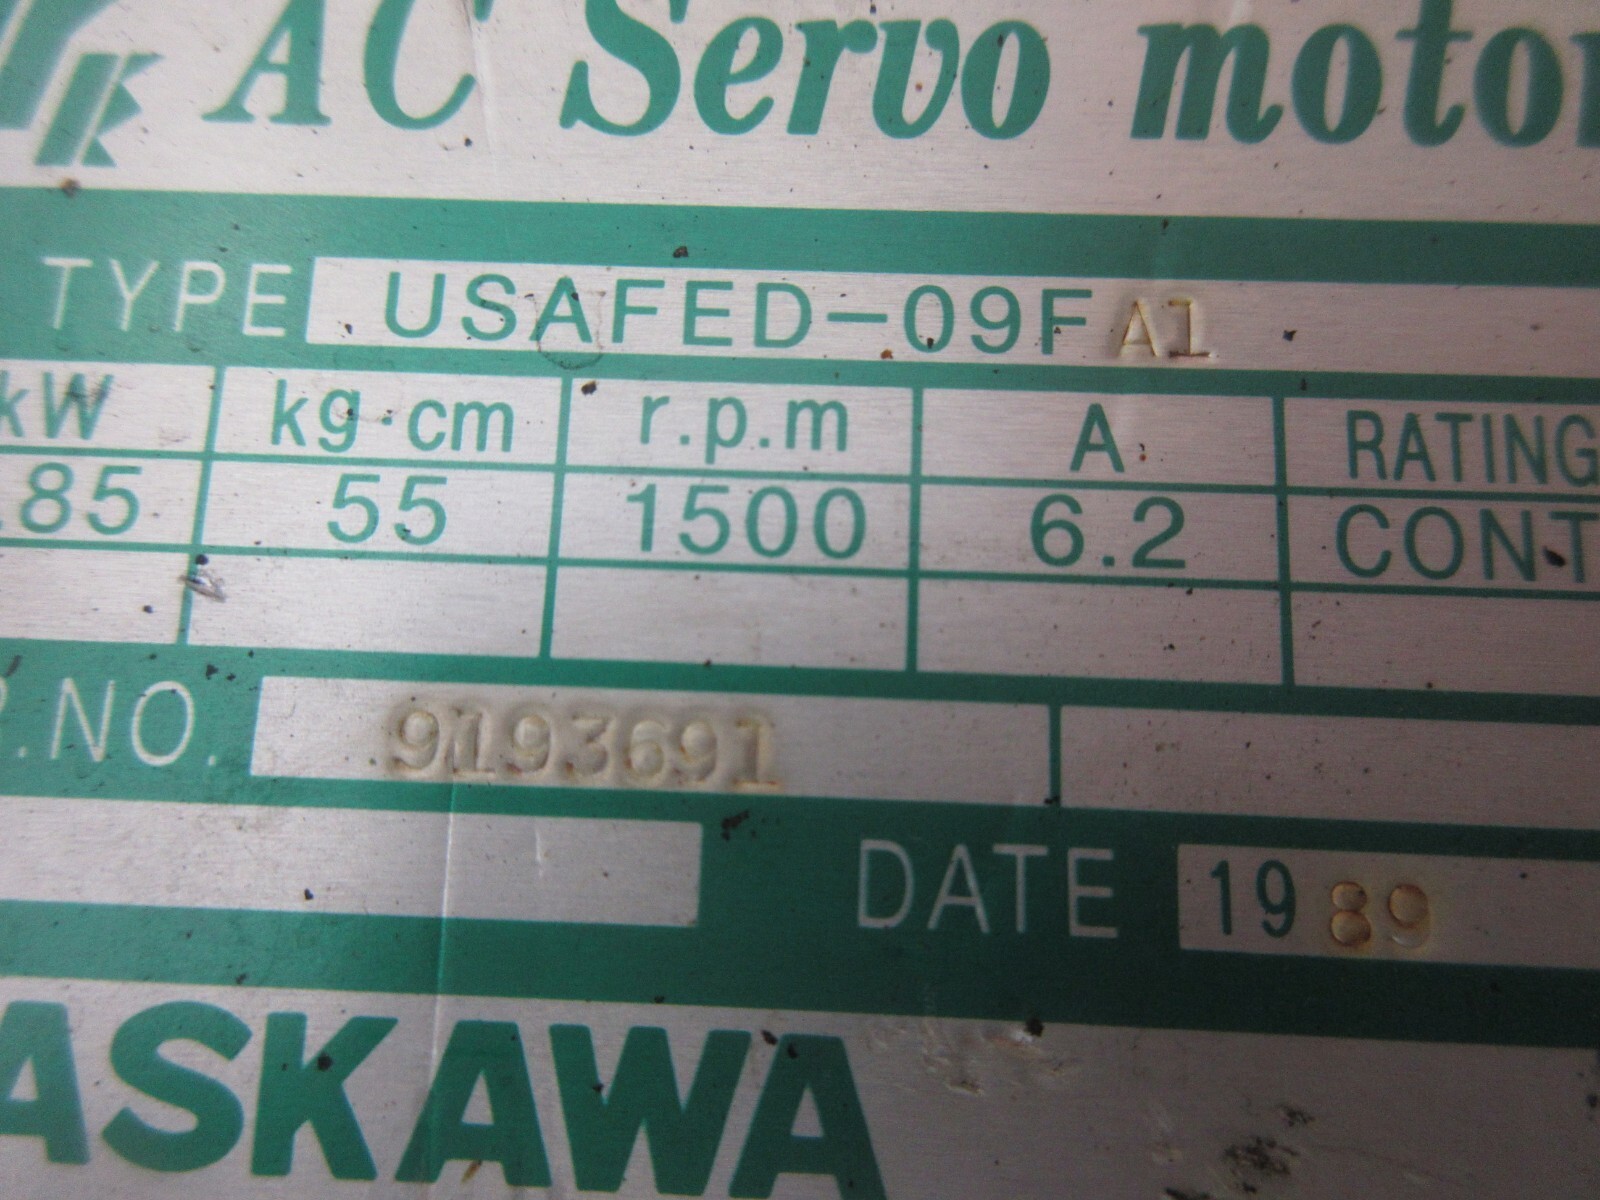 AC Servo motor
TYPE USAFED-09FA1
kW kg·cm r.p.m A RATING
.85 55 1500 6.2 CONT
R.NO. 9193691
DATE 1989
ASKAWA